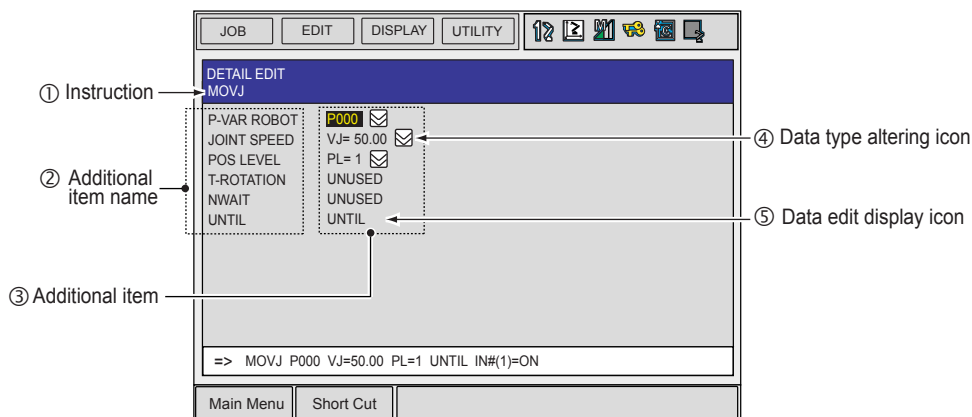 JOB EDIT DISPLAY UTILITY
DETAIL EDIT
MOVJ
① Instruction
P-VAR ROBOT P000
JOINT SPEED VJ= 50.00
④ Data type altering icon
POS LEVEL PL= 1
T-ROTATION UNUSED
② Additional
item name
NWAIT UNUSED
UNTIL UNTIL
⑤ Data edit display icon
③ Additional item
=> MOVJ P000 VJ=50.00 PL=1 UNTIL IN#(1)=ON
Main Menu Short Cut